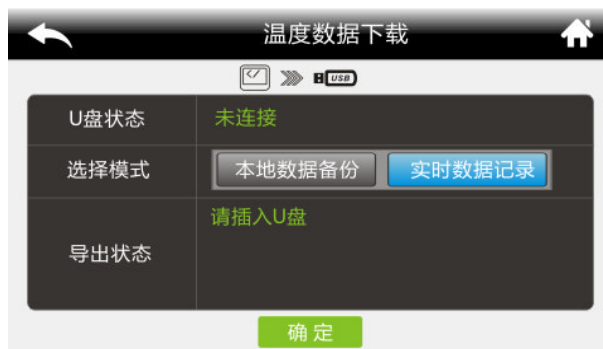 温度数据下载
USB
U盘状态 未连接
选择模式 本地数据备份 实时数据记录
请插入U盘
导出状态
确定